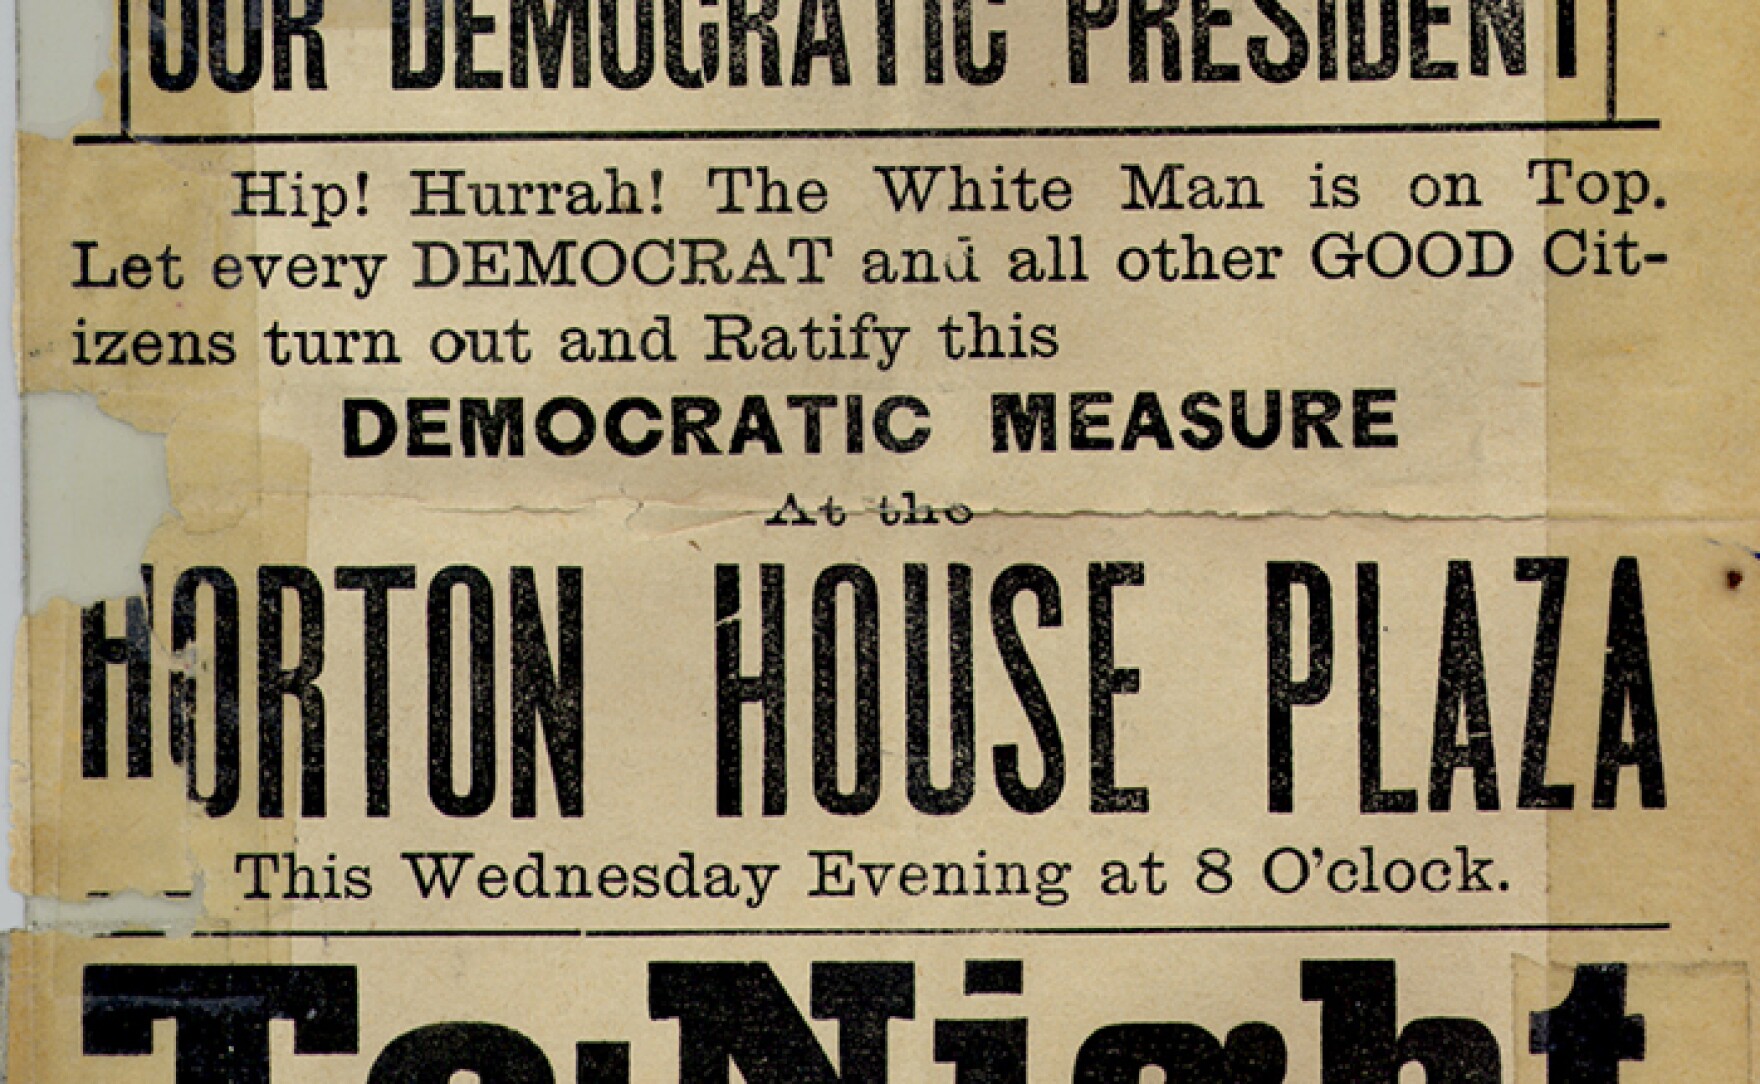 OUR DEMOCRATIC PRESIDENT
Hip! Hurrah! The White Man is on Top.
Let every DEMOCRAT and all other GOOD Cit-
izens turn out and Ratify this
DEMOCRATIC MEASURE
At the
HORTON HOUSE PLAZA
This Wednesday Evening at 8 O'clock.
To-Night